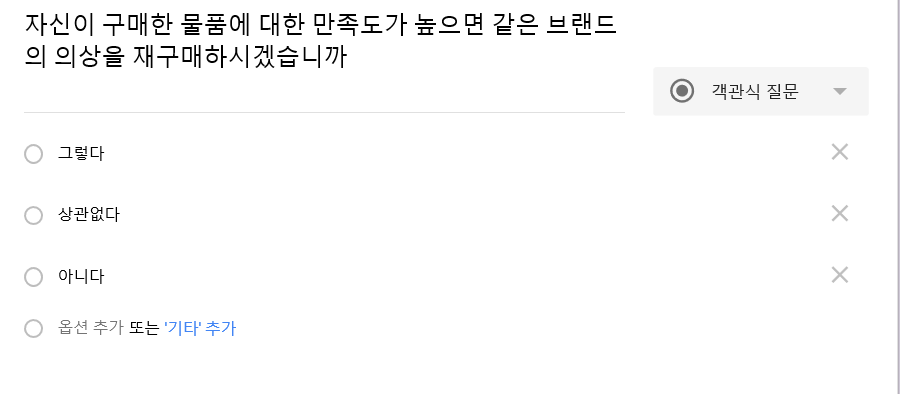 자신이 구매한 물품에 대한 만족도가 높으면 같은 브랜드
의 의상을 재구매하시겠습니까
객관식 질문
그렇다
상관없다
아니다
옵션 추가 또는 '기타' 추가